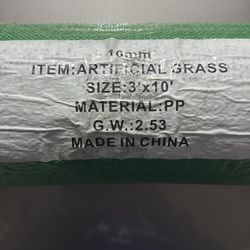 10mm
ITEM:ARTIFICIAL GRASS
SIZE:3'x10'
MATERIAL:PP
G.W.:2.53
MADE IN CHINA